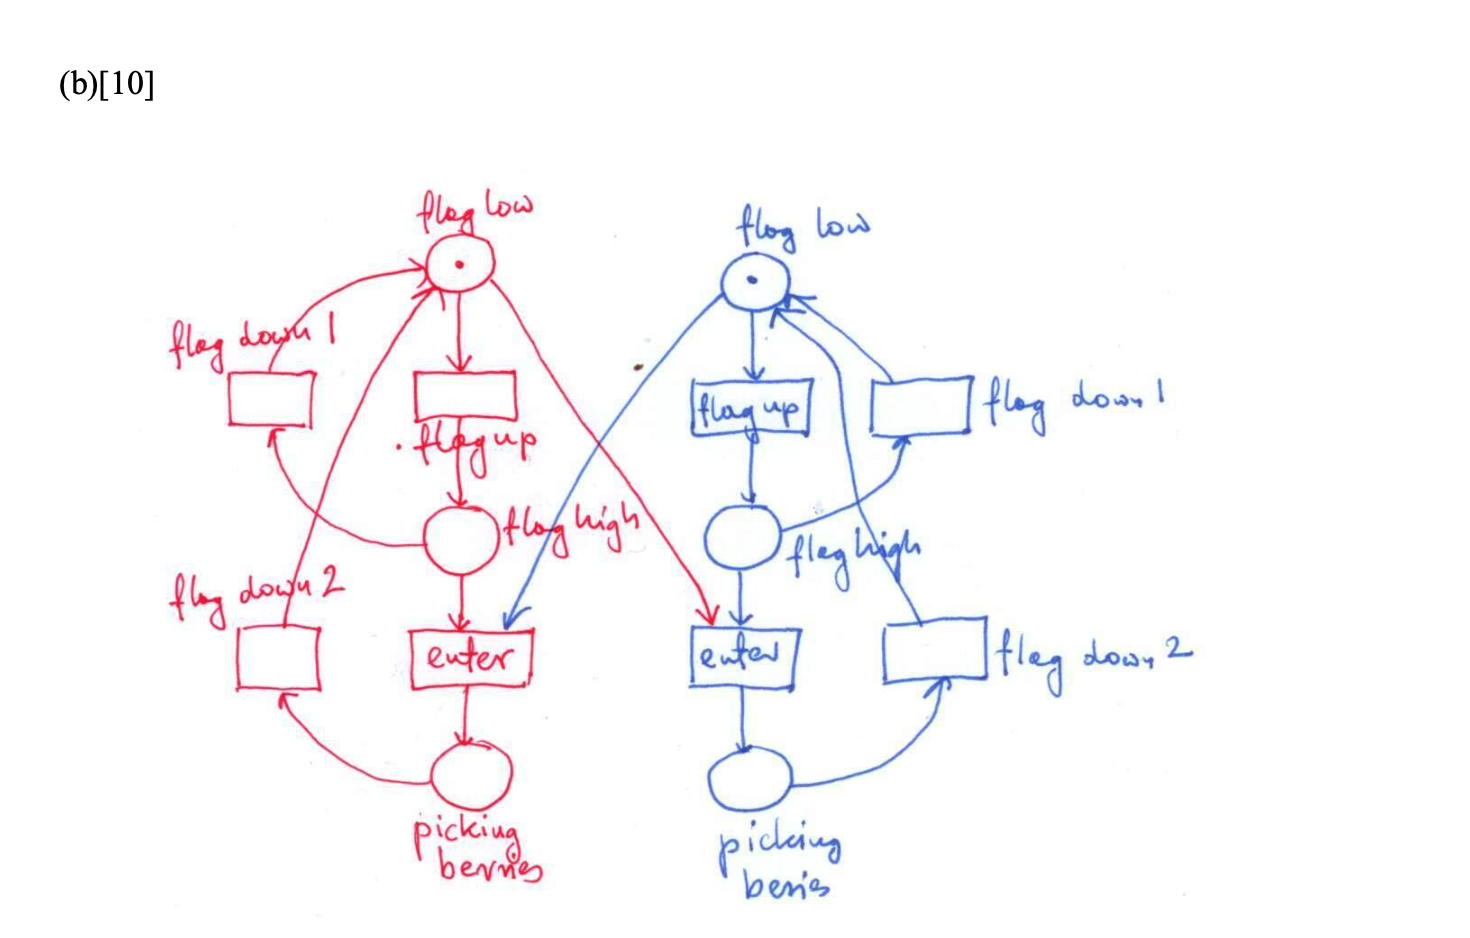 (b)[10]
flag low
flag low
flag down 1
flag up
flag down 1
flag up
flag high
flag high
flag down 2
enter
enter
flag down 2
picking
berries
picking
beries